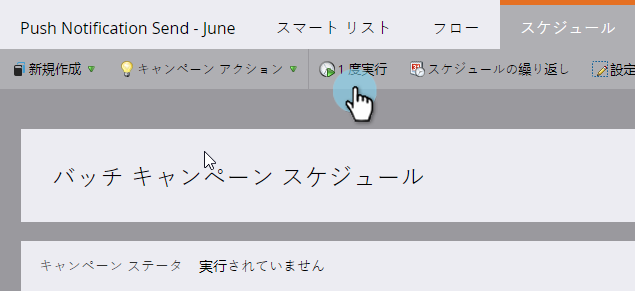 Push Notification Send - June スマート リスト フロー スケジュール
新規作成 キャンペーン アクション 1 度実行 スケジュールの繰り返し 設定
バッチ キャンペーン スケジュール
キャンペーン ステータ 実行されていません